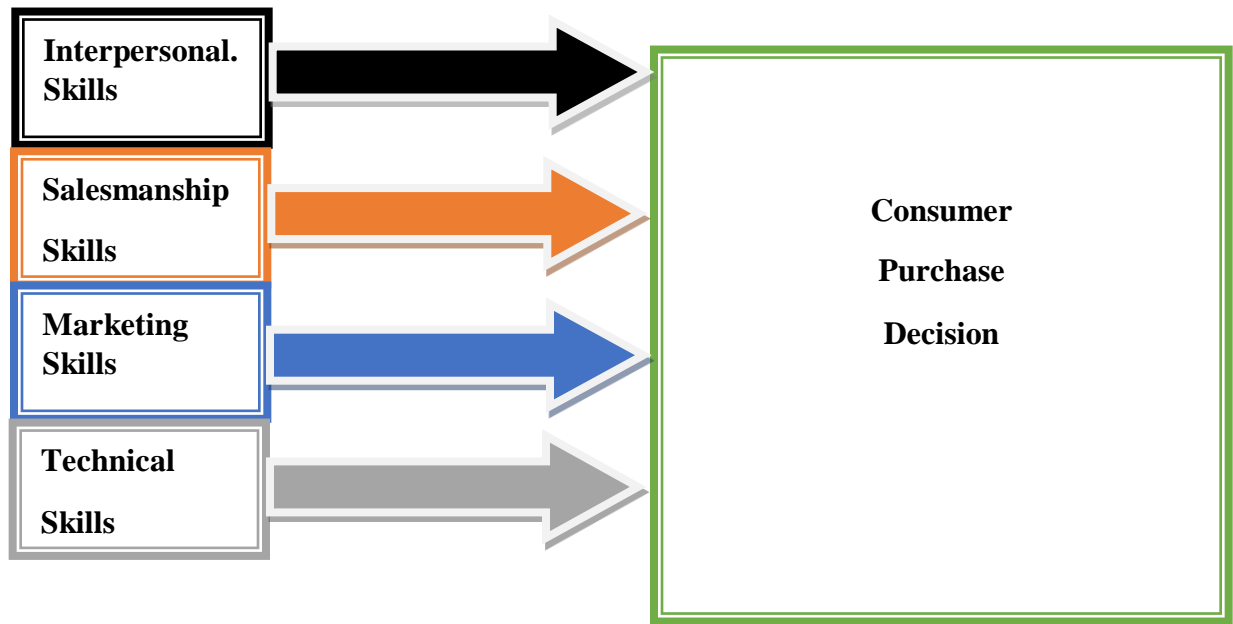 Interpersonal.
Skills
Salesmanship
Skills
Marketing
Skills
Technical
Skills
Consumer
Purchase
Decision